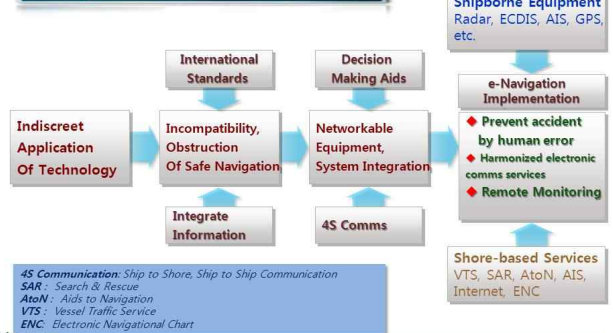 Shipborne Equipment
Radar, ECDIS, AIS, GPS,
etc.
International
Standards
Decision
Making Aids
e-Navigation
Implementation
Indiscreet
Application
Of Technology
Incompatibility,
Obstruction
Of Safe Navigation,
Networkable
Equipment,
System Integration,
Prevent accident
by human error
Harmonized electronic
comms services
Remote Monitoring
Integrate
Information
4S Comms
Shore-based Services
VTS, SAR, AtoN, AIS,
Internet, ENC
4S Communication: Ship to Shore, Ship to Ship Communication
SAR : Search & Rescue
AtoN : Aids to Navigation
VTS : Vessel Traffic Service
ENC: Electronic Navigational Chart